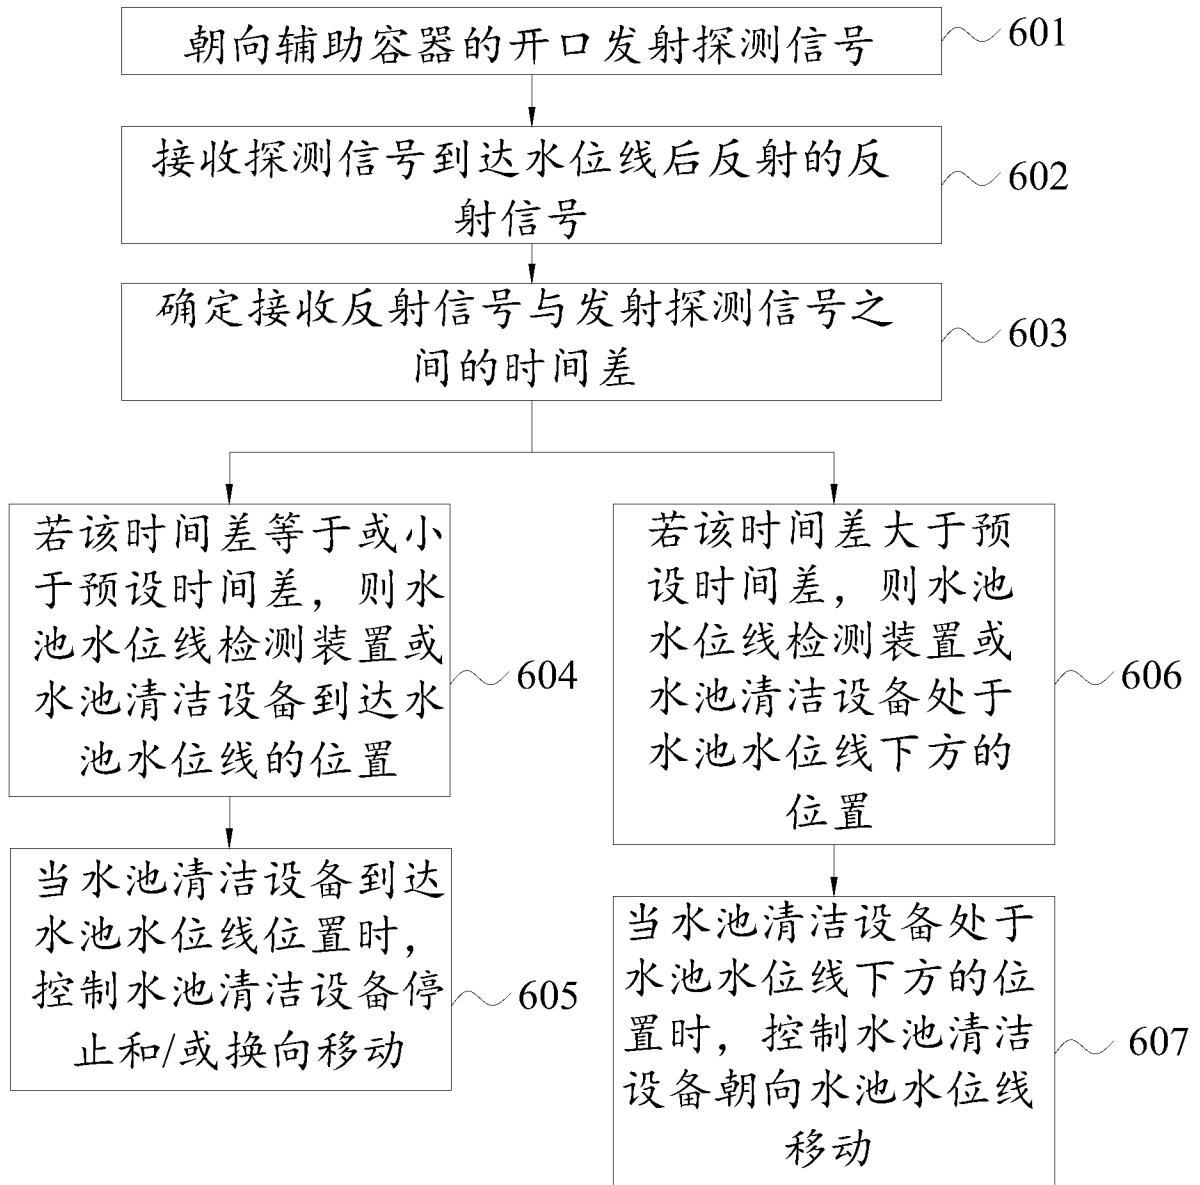 朝向辅助容器的开口发射探测信号
601
接收探测信号到达水位线后反射的反
射信号
602
确定接收反射信号与发射探测信号之
间的时间差
603
若该时间差等于或小
于预设时间差，则水
池水位线检测装置或
水池清洁设备到达水
池水位线的位置
604
当水池清洁设备到达
水池水位线位置时，
控制水池清洁设备停
止和/或换向移动
605
若该时间差大于预
设时间差，则水池
水位线检测装置或
水池清洁设备处于
水池水位线下方的
位置
606
当水池清洁设备处于
水池水位线下方的位
置时，控制水池清洁
设备朝向水池水位线
移动
607